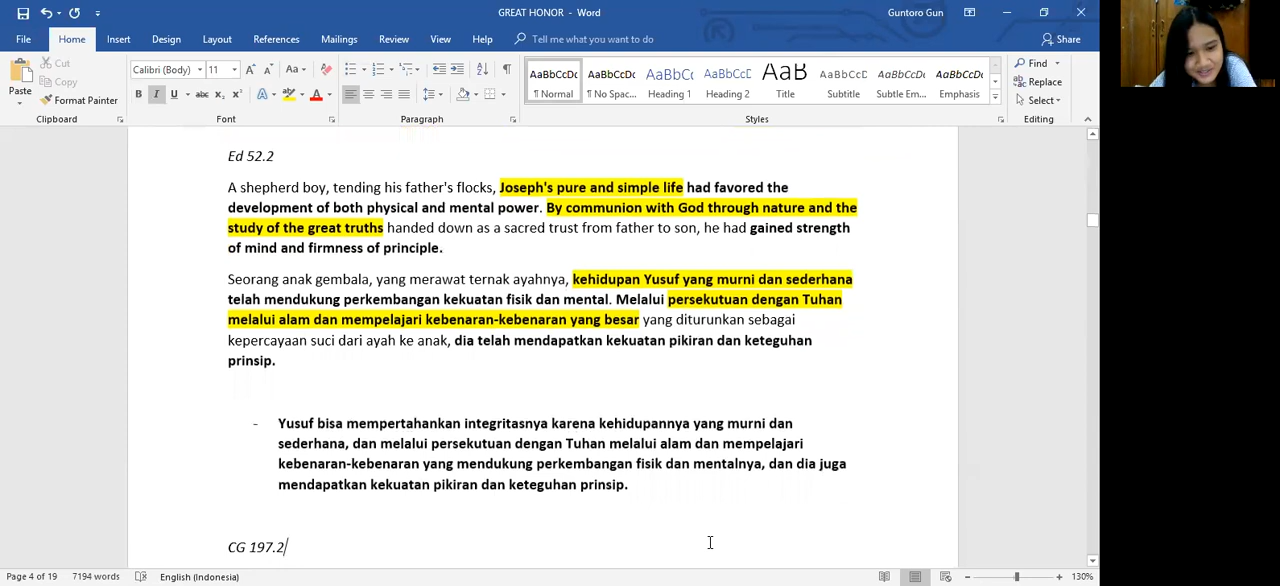 GREAT HONOR - Word
Guntoro Gun
File Home Insert Design Layout References Mailings Review View Help Tell me what you want to do Share
Paste
Cut
Copy
Format Painter
Clipboard
Calibri (Body) 11
Font
Paragraph
AaBbCcDc AaBbCcDc AaBbC AaBbCcC AaB AaBbCcD AaBbCcDc AaBbCcDc
¶ Normal ¶ No Spac... Heading 1 Heading 2 Title Subtitle Subtle Em... Emphasis
Styles
Find
Replace
Select
Editing
Ed 52.2
A shepherd boy, tending his father's flocks, Joseph's pure and simple life had favored the
development of both physical and mental power. By communion with God through nature and the
study of the great truths handed down as a sacred trust from father to son, he had gained strength
of mind and firmness of principle.
Seorang anak gembala, yang merawat ternak ayahnya, kehidupan Yusuf yang murni dan sederhana
telah mendukung perkembangan kekuatan fisik dan mental. Melalui persekutuan dengan Tuhan
melalui alam dan mempelajari kebenaran-kebenaran yang besar yang diturunkan sebagai
kepercayaan suci dari ayah ke anak, dia telah mendapatkan kekuatan pikiran dan keteguhan
prinsip.
- Yusuf bisa mempertahankan integritasnya karena kehidupannya yang murni dan
sederhana, dan melalui persekutuan dengan Tuhan melalui alam dan mempelajari
kebenaran-kebenaran yang mendukung perkembangan fisik dan mentalnya, dan dia juga
mendapatkan kekuatan pikiran dan keteguhan prinsip.
CG 197.2
Page 4 of 19 7194 words English (Indonesia) 130%